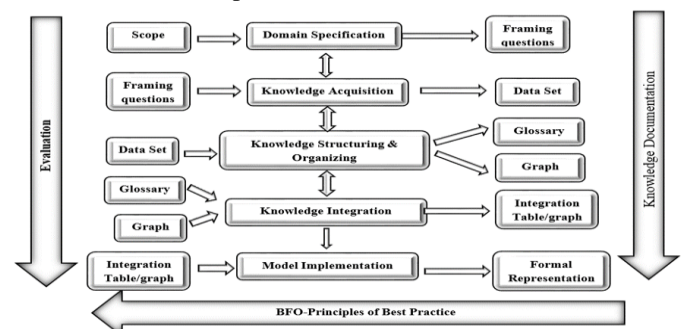 Scope
Domain Specification
Framing
questions
Framing
questions
Knowledge Acquisition
Data Set
Data Set
Knowledge Structuring &
Organizing
Glossary
Graph
Glossary
Graph
Knowledge Integration
Integration
Table/graph
Integration
Table/graph
Model Implementation
Formal
Representation
Evaluation
Knowledge Documentation
BFO-Principles of Best Practice